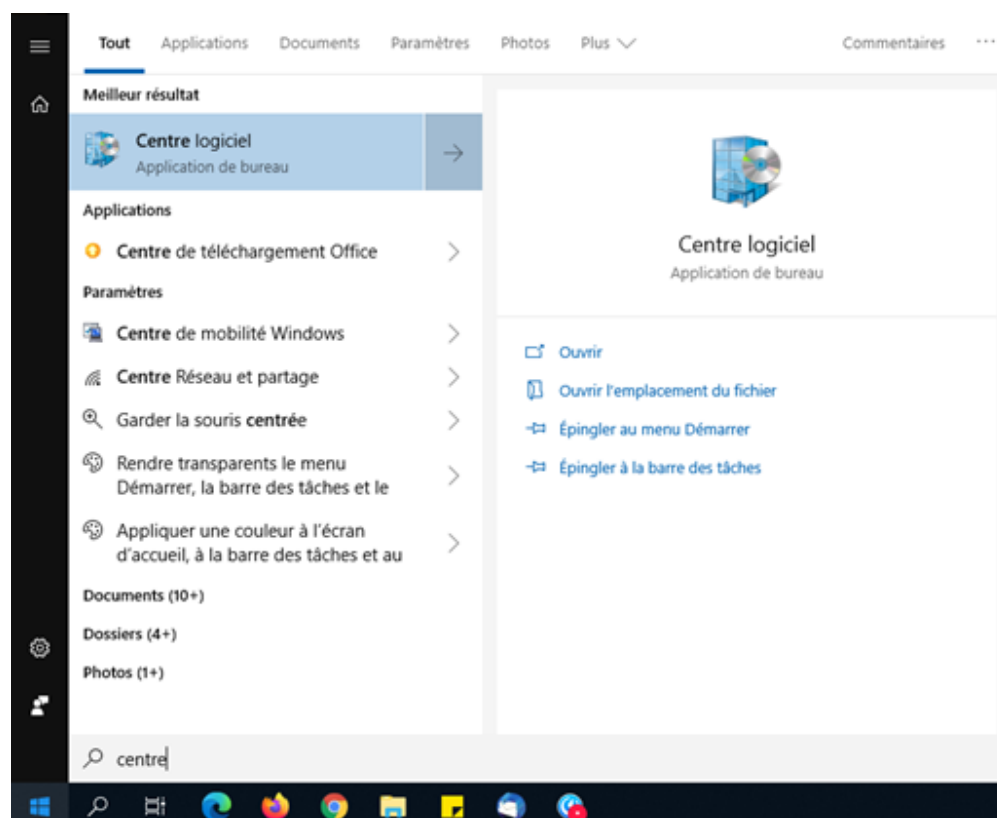 Tout Applications Documents Paramètres Photos Plus Commentaires ...
Meilleur résultat
Centre logiciel
Application de bureau
Applications
Centre de téléchargement Office
Paramètres
Centre de mobilité Windows
Centre Réseau et partage
Garder la souris centrée
Rendre transparents le menu
Démarrer, la barre des tâches et le
Appliquer une couleur à l'écran
d'accueil, à la barre des tâches et au
Documents (10+)
Dossiers (4+)
Photos (1+)
centre
Centre logiciel
Application de bureau
Ouvrir
Ouvrir l'emplacement du fichier
Épingler au menu Démarrer
Épingler à la barre des tâches